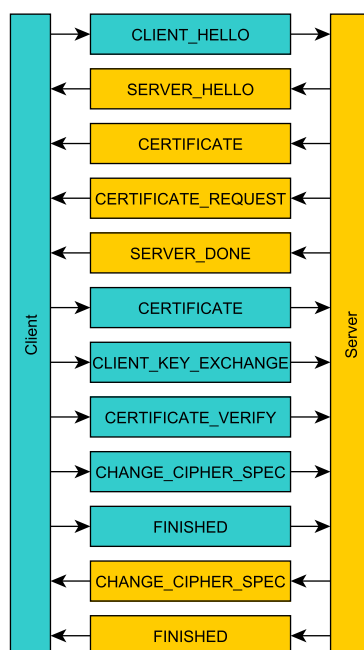 CLIENT_HELLO
SERVER_HELLO
CERTIFICATE
CERTIFICATE_REQUEST
SERVER_DONE
CERTIFICATE
Client
Server
CLIENT_KEY_EXCHANGE
CERTIFICATE_VERIFY
CHANGE_CIPHER_SPEC
FINISHED
CHANGE_CIPHER_SPEC
FINISHED